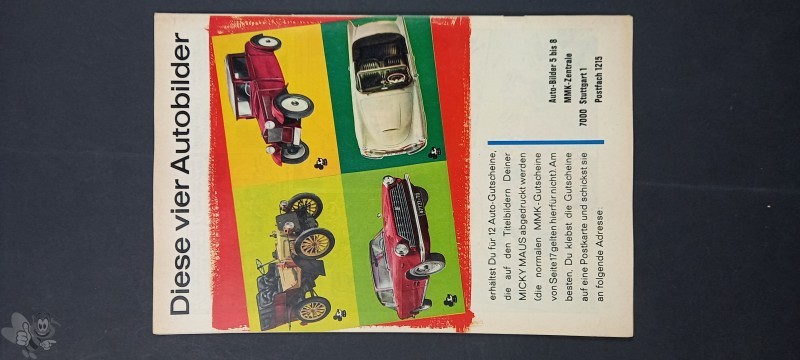 Diese vier Autobilder
erhältst Du für 12 Auto-Gutscheine,
die auf den Titelbildern Deiner
MICKY MAUS abgedruckt werden
(die normalen MMK-Gutscheine
von Seite 17 gelten hierfür nicht). Am
besten, Du klebst die Gutscheine
auf eine Postkarte und schickst sie
an folgende Adresse:
Auto-Bilder 5 bis 8
MMK-Zentrale
7000 Stuttgart 1
Postfach 1215